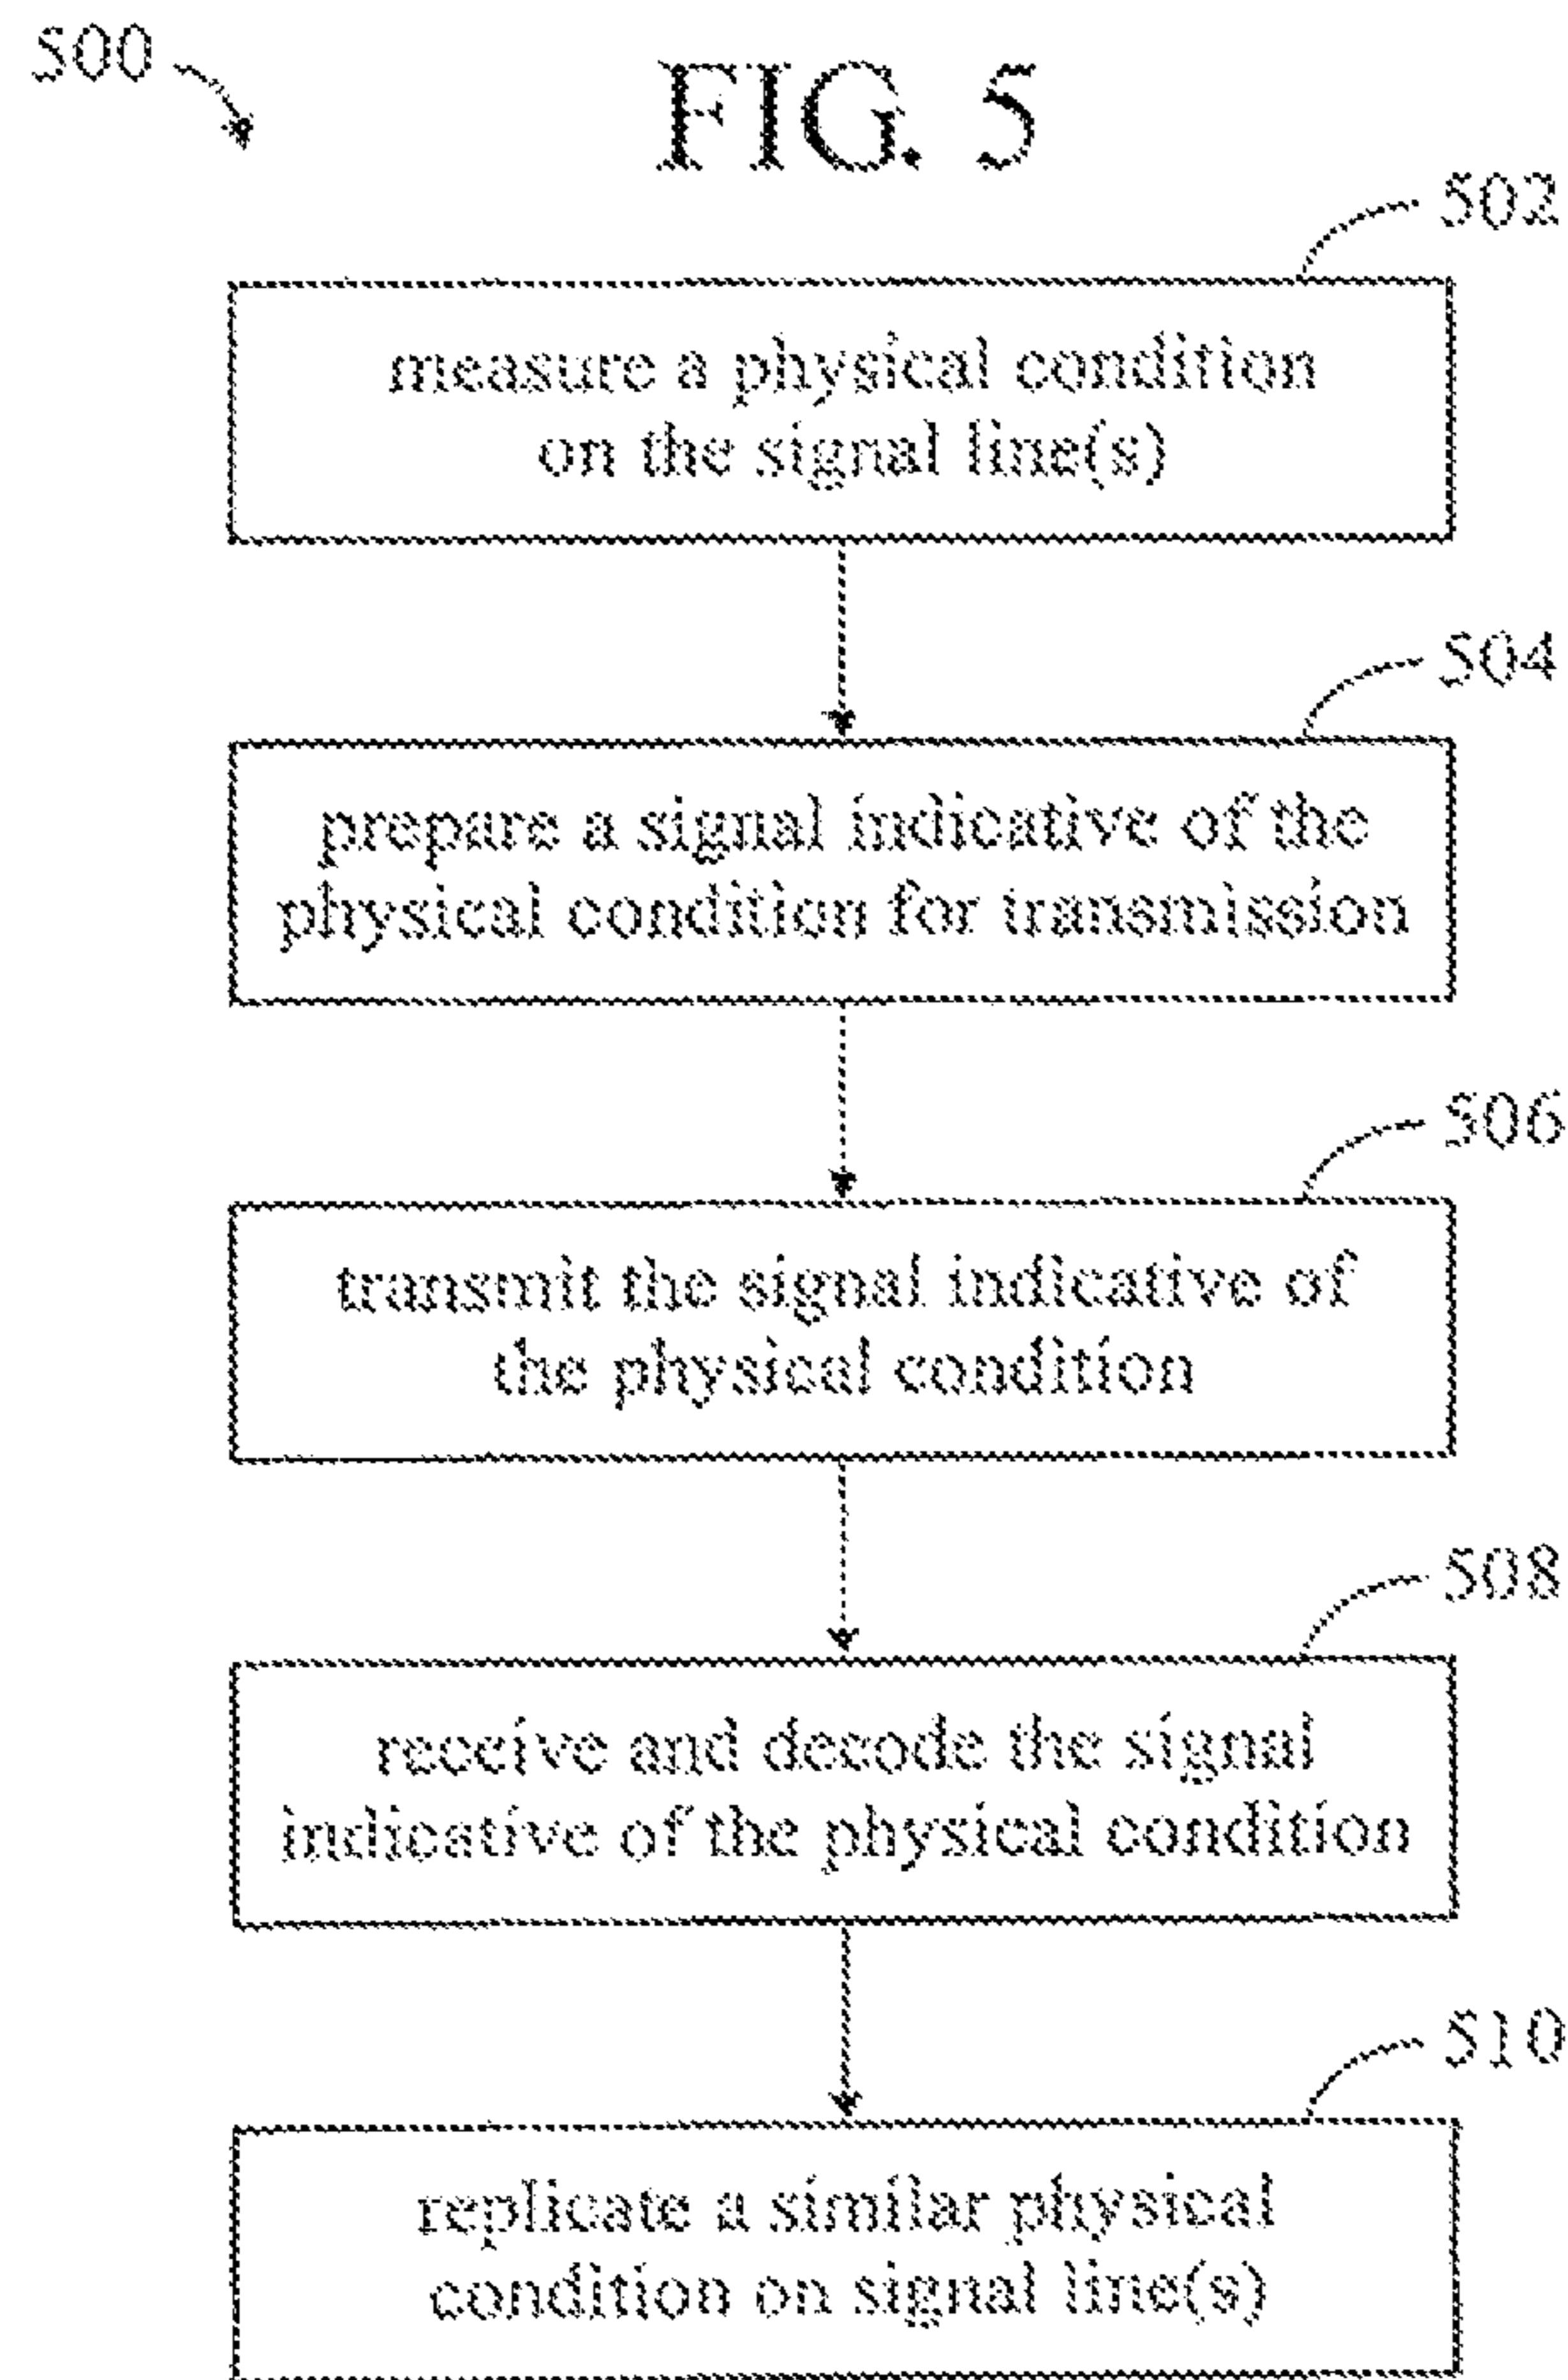 500
FIG. 5
502
measure a physical condition
on the signal line(s)
504
prepare a signal indicative of the
physical condition for transmission
506
transmit the signal indicative of
the physical condition
508
receive and decode the signal
indicative of the physical condition
510
replicate a similar physical
condition on signal line(s)